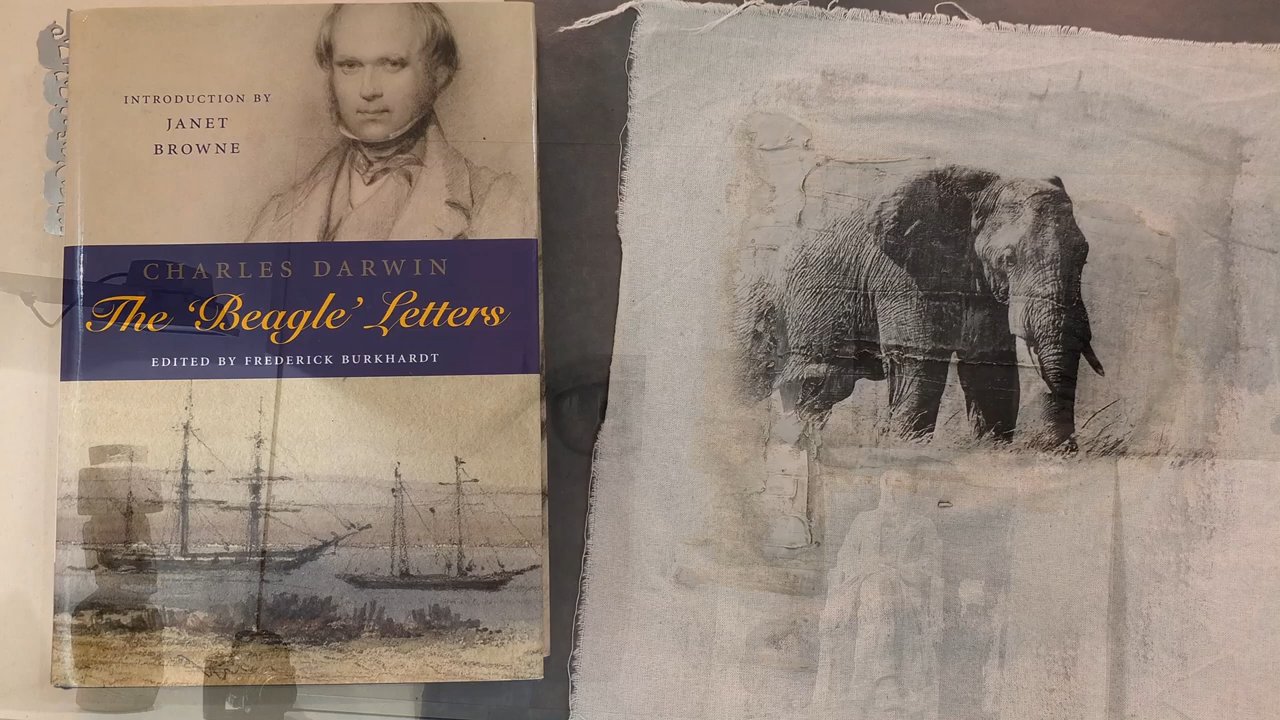 INTRODUCTION BY
JANET
BROWNE
CHARLES DARWIN
The 'Beagle' Letters
EDITED BY FREDERICK BURKHARDT